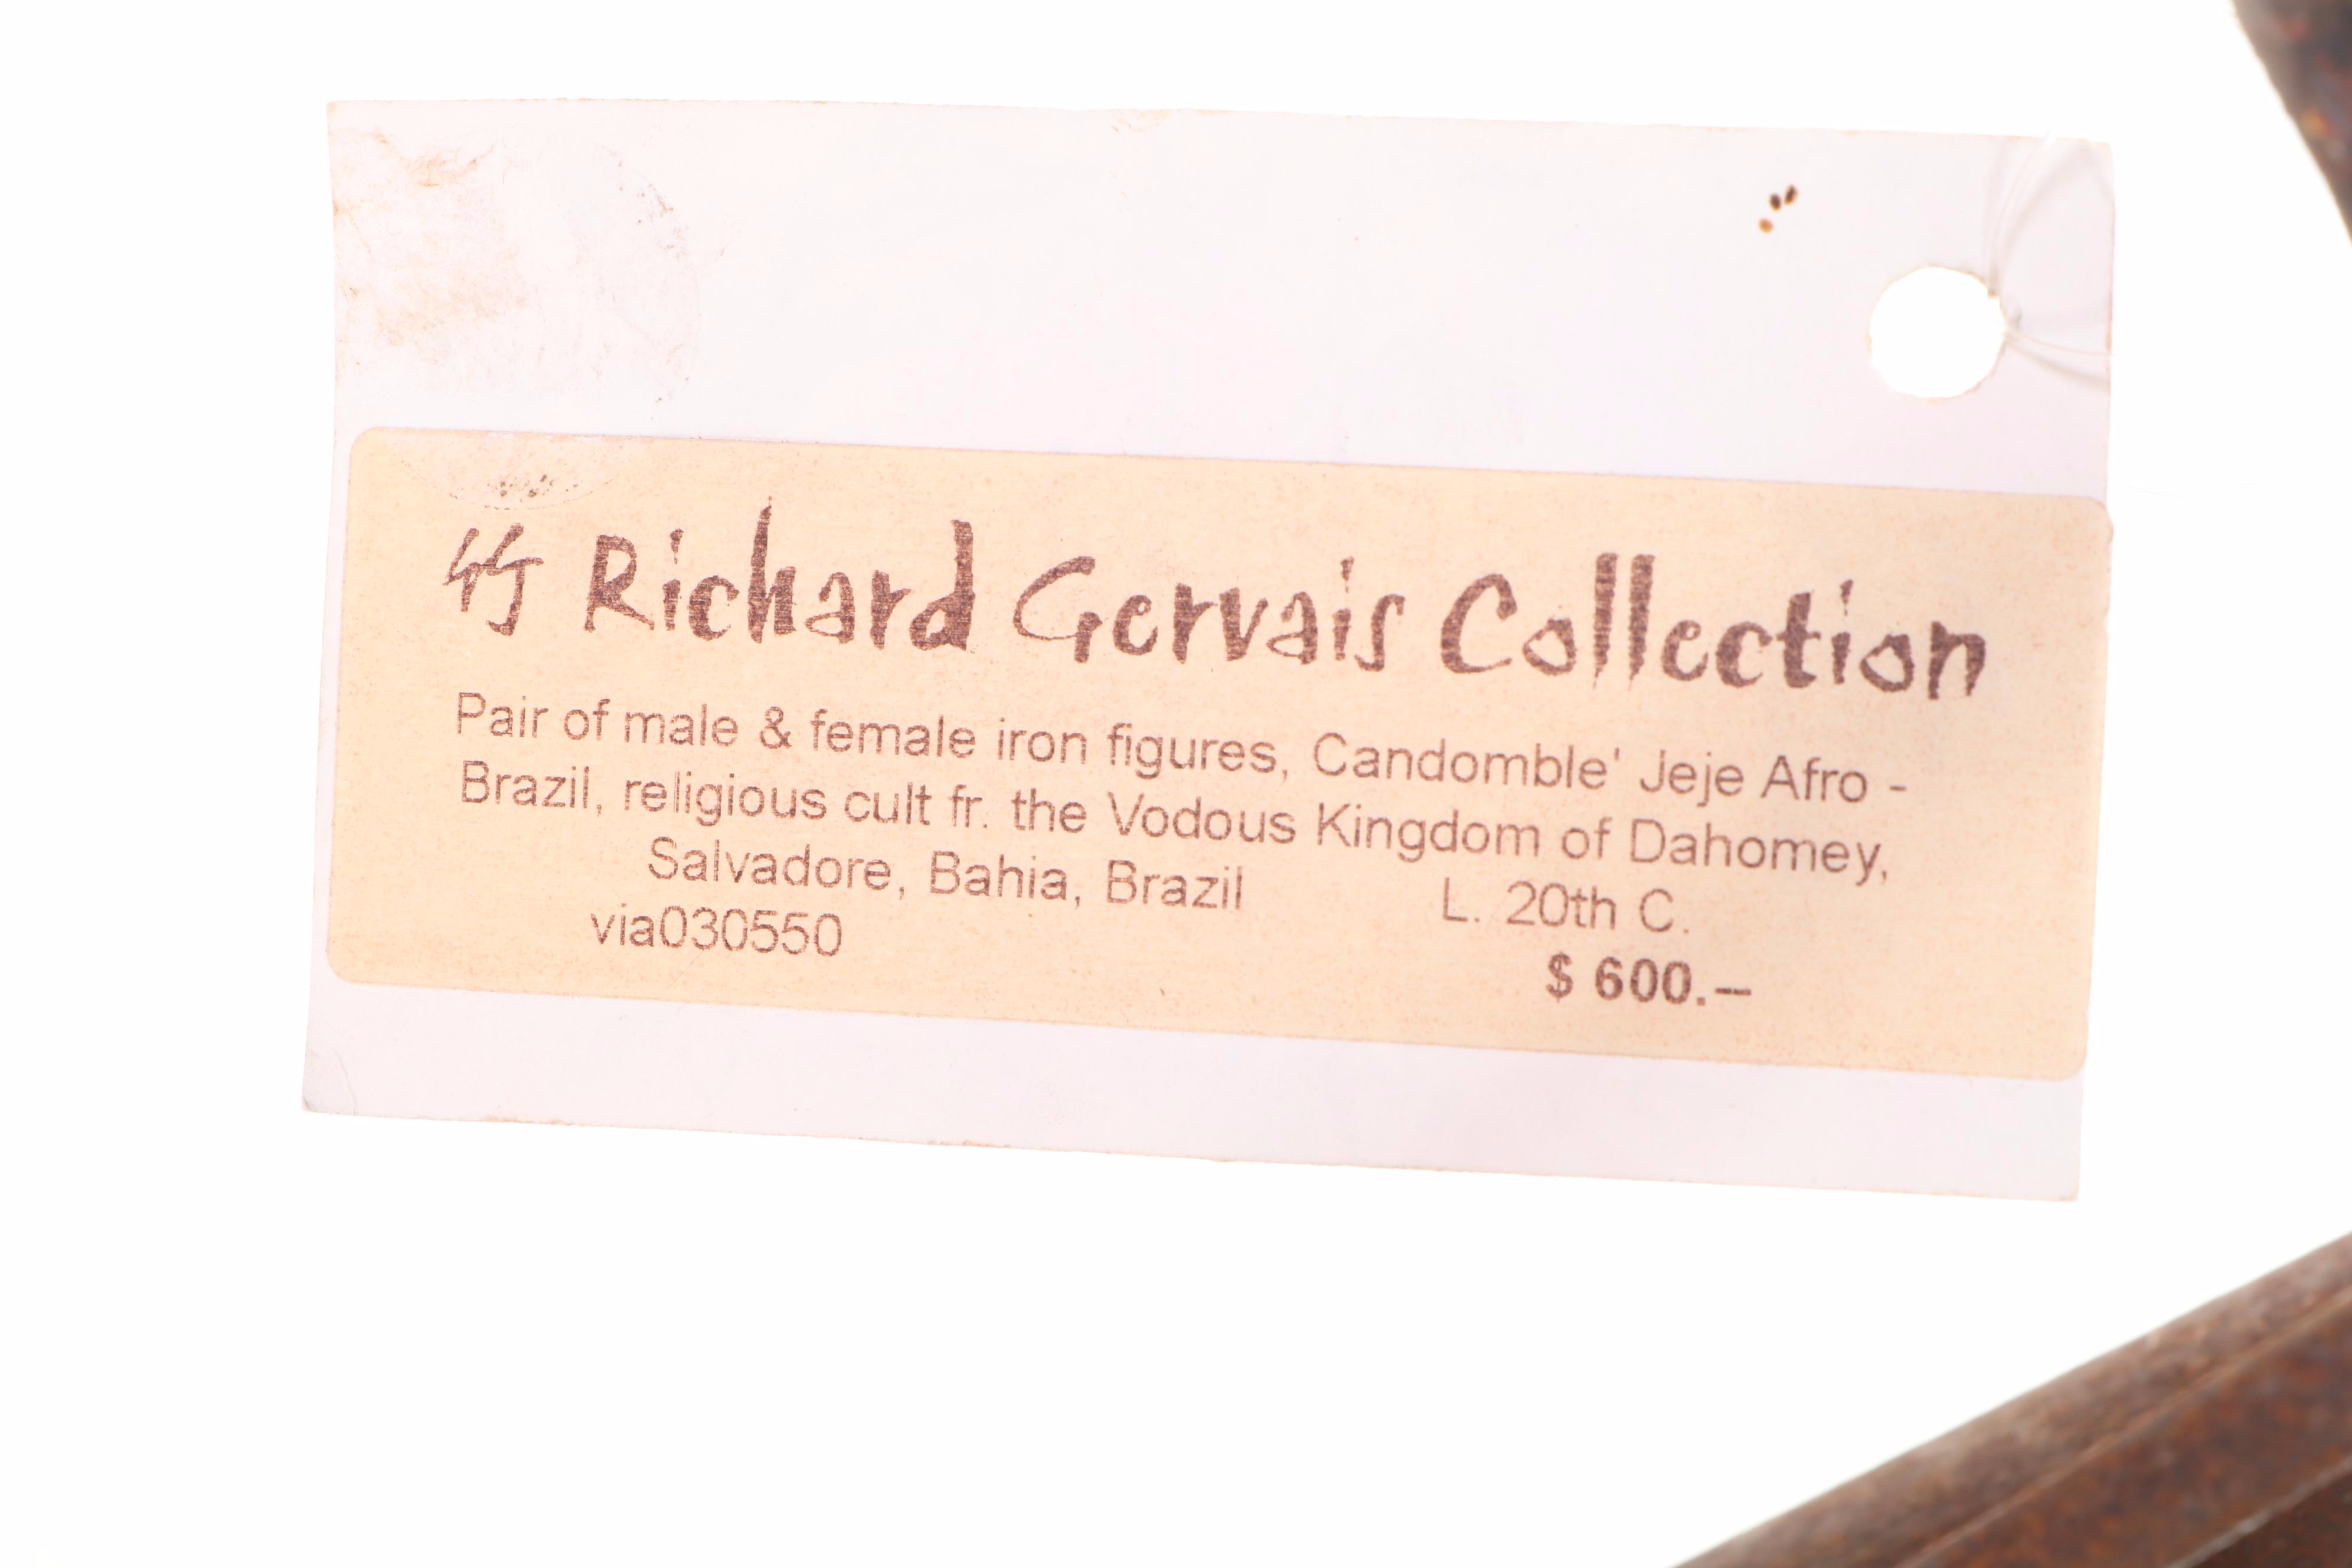 竹 Richard Gervais Collection
Pair of male & female iron figures, Candomble' Jeje Afro -
Brazil, religious cult fr. the Vodous Kingdom of Dahomey,
Salvadore, Bahia, Brazil L. 20th C.
via030550
$ 600.–